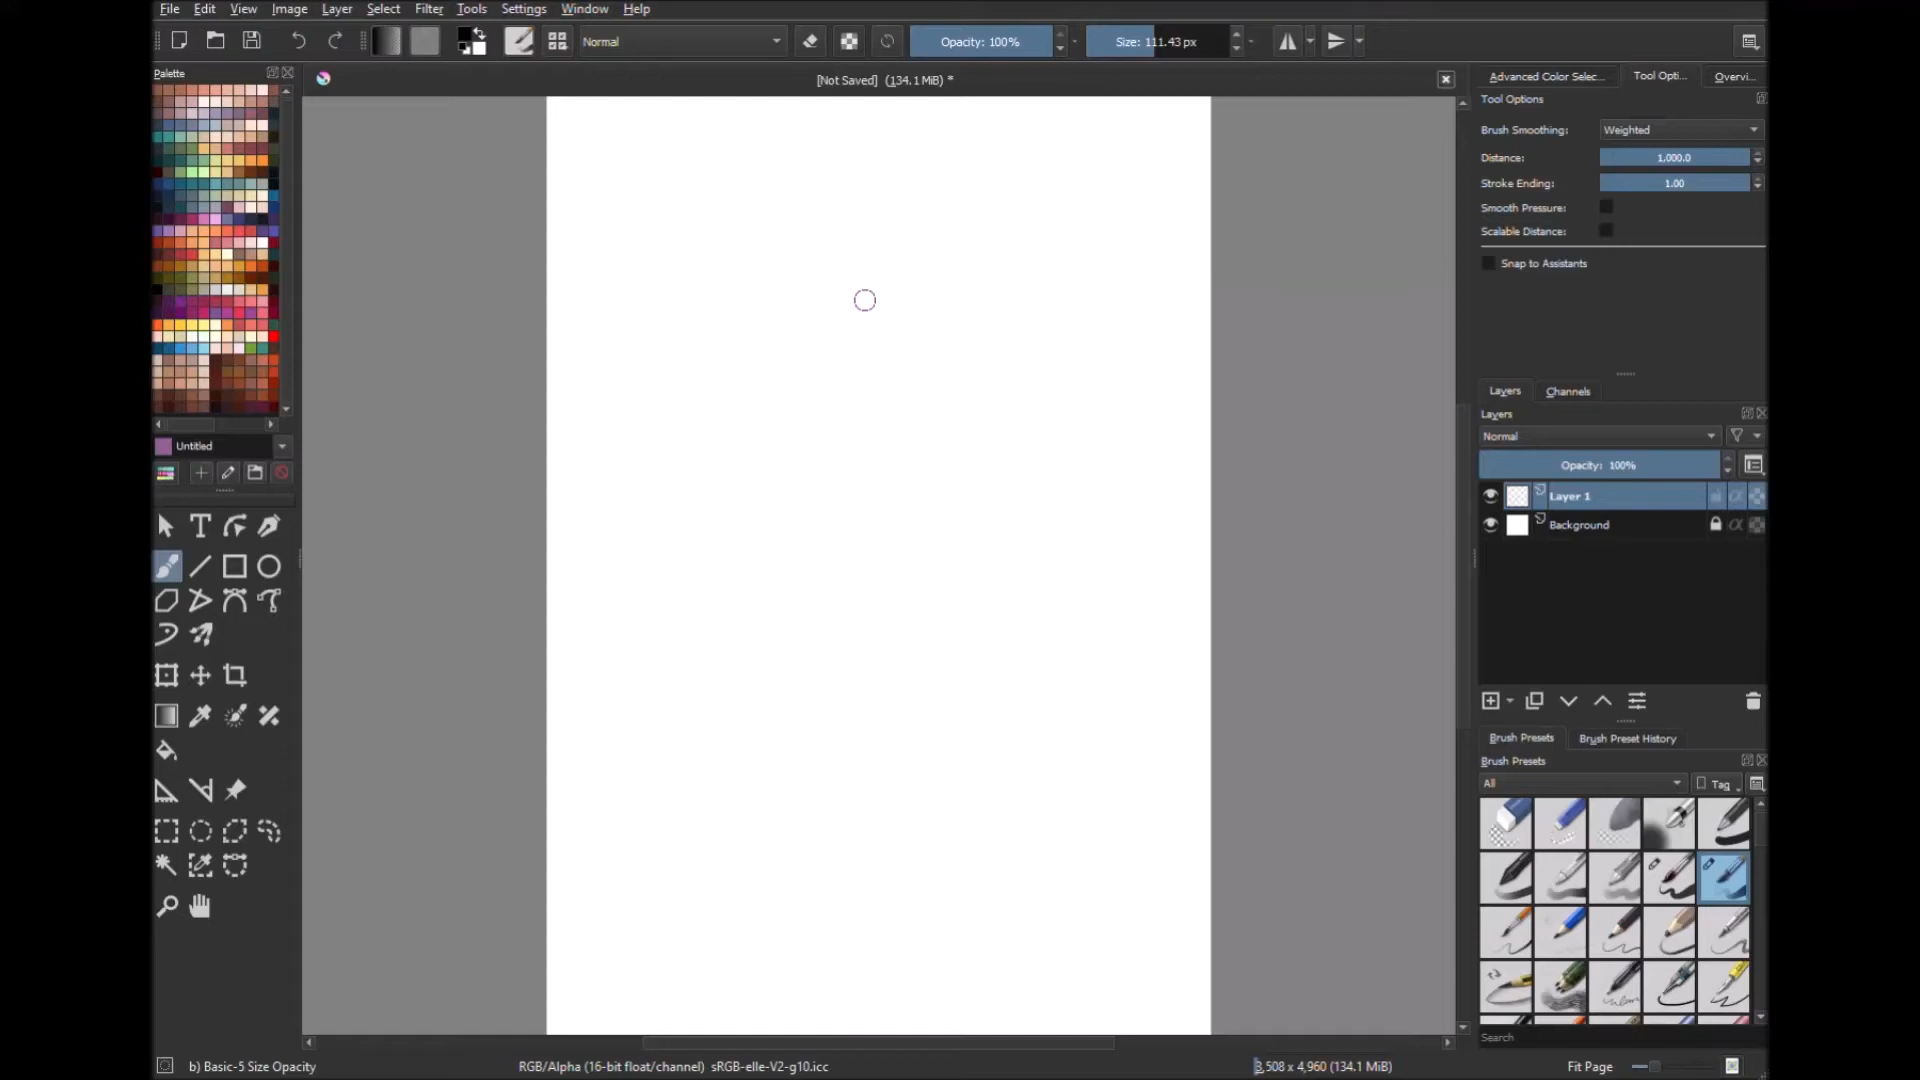 File Edit View Image Layer Select Filter Tools Settings Window Help
Normal Opacity: 100% Size: 111.43 px
Palette
[Not Saved] (134.1 MiB) *
Advanced Color Selec... Tool Opti... Overvi...
Tool Options
Brush Smoothing: Weighted
Distance: 1,000.0
Stroke Ending: 1.00
Smooth Pressure:
Scalable Distance:
Snap to Assistants
Layers Channels
Layers
Normal
Opacity: 100%
Layer 1
Background
Untitled
Brush Presets Brush Preset History
Brush Presets
All Tag
Search
b) Basic-5 Size Opacity RGB/Alpha (16-bit float/channel) sRGB-elle-V2-g10.icc 3,508 x 4,960 (134.1 MiB) Fit Page